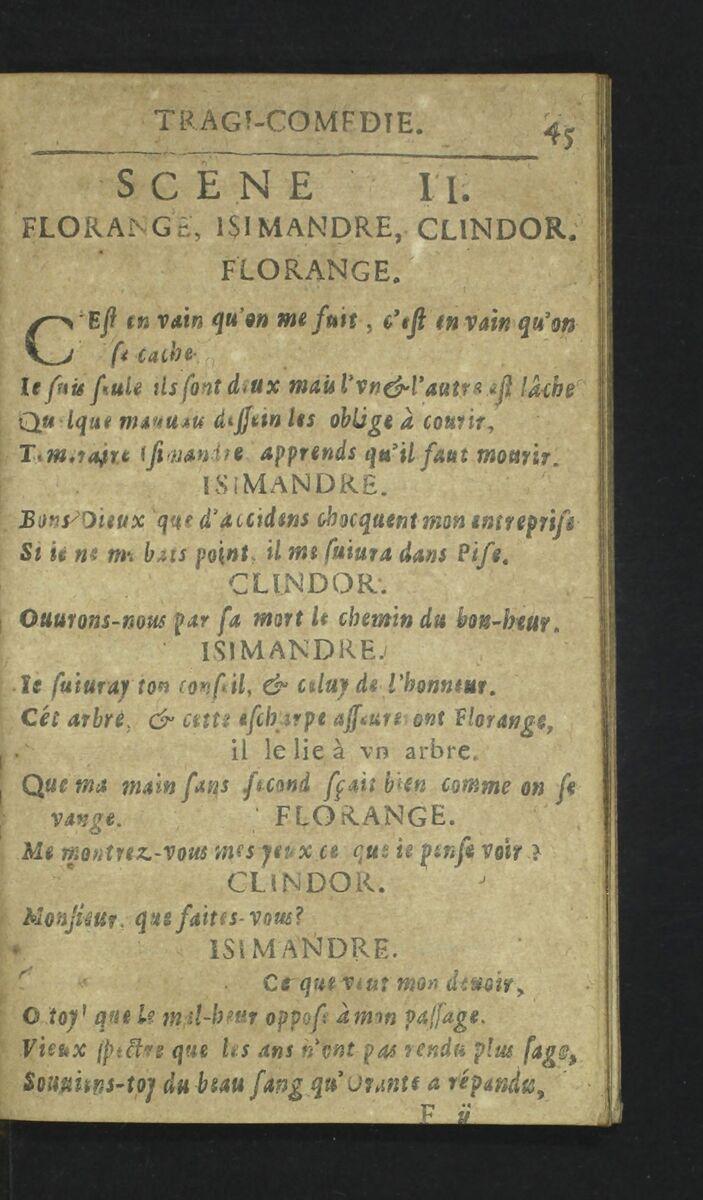 TRAGI-COMEDIE.
45
SCENE II.
FLORANGE, ISIMANDRE, CLINDOR.
FLORANGE.
C'Est en vain qu'on me fuit, c'est en vain qu'on
se cache
Ie suis seule ils sont deux mais l'vn & l'autre est lâche
Quelque mauuais dessein les oblige à courir,
Temeraire Isimandre apprends qu'il faut mourir.
ISIMANDRE.
Bons Dieux que d'accidens chocquent mon entreprise
Si ie ne me bats point, il me suiura dans Pise.
CLINDOR.
Ouurons-nous par sa mort le chemin du bon-heur.
ISIMANDRE.
Ie suiuray ton conseil, & celuy de l'honneur.
Cét arbre, & cette escharpe asseureront Florange,
il le lie à vn arbre.
Que ma main sans second sçait bien comme on se
vange. FLORANGE.
Me montrez-vous mes yeux ce que ie pense voir ?
CLINDOR.
Monsieur, que faites-vous?
ISIMANDRE.
Ce que veut mon deuoir,
O toy! que le mal-heur oppose à mon passage.
Vieux spectre que les ans n'ont pas rendu plus sage,
Souuiens-toy du beau sang qu'Orante a répandu,
F ij